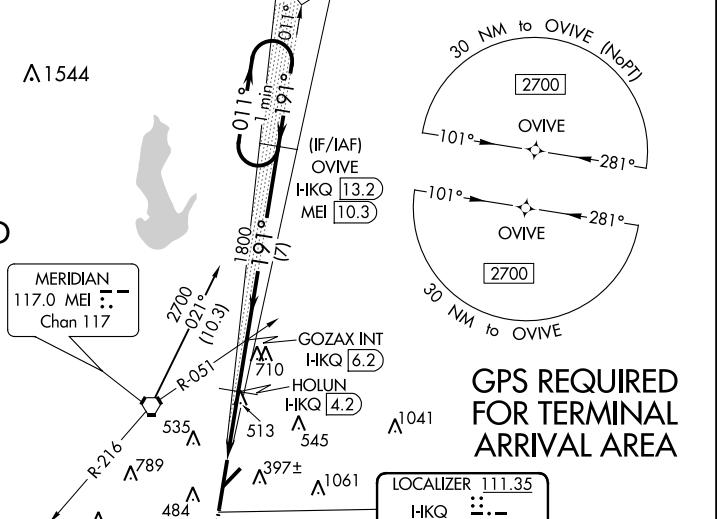 1544
011°
1 min
191°
011°
(IF/IAF)
OVIVE
I-IKQ 13.2
MEI 10.3
30 NM to OVIVE (NoPT)
2700
OVIVE
101°
281°
101°
281°
OVIVE
2700
30 NM to OVIVE
1800
191°
(7)
MERIDIAN
117.0 MEI
Chan 117
2700
021°
(10.3)
R-051
GOZAX INT
I-IKQ 6.2
710
HOLUN
I-IKQ 4.2
GPS REQUIRED
FOR TERMINAL
ARRIVAL AREA
535
513
545
1041
R-216
789
397±
1061
484
LOCALIZER 111.35
I-IKQ